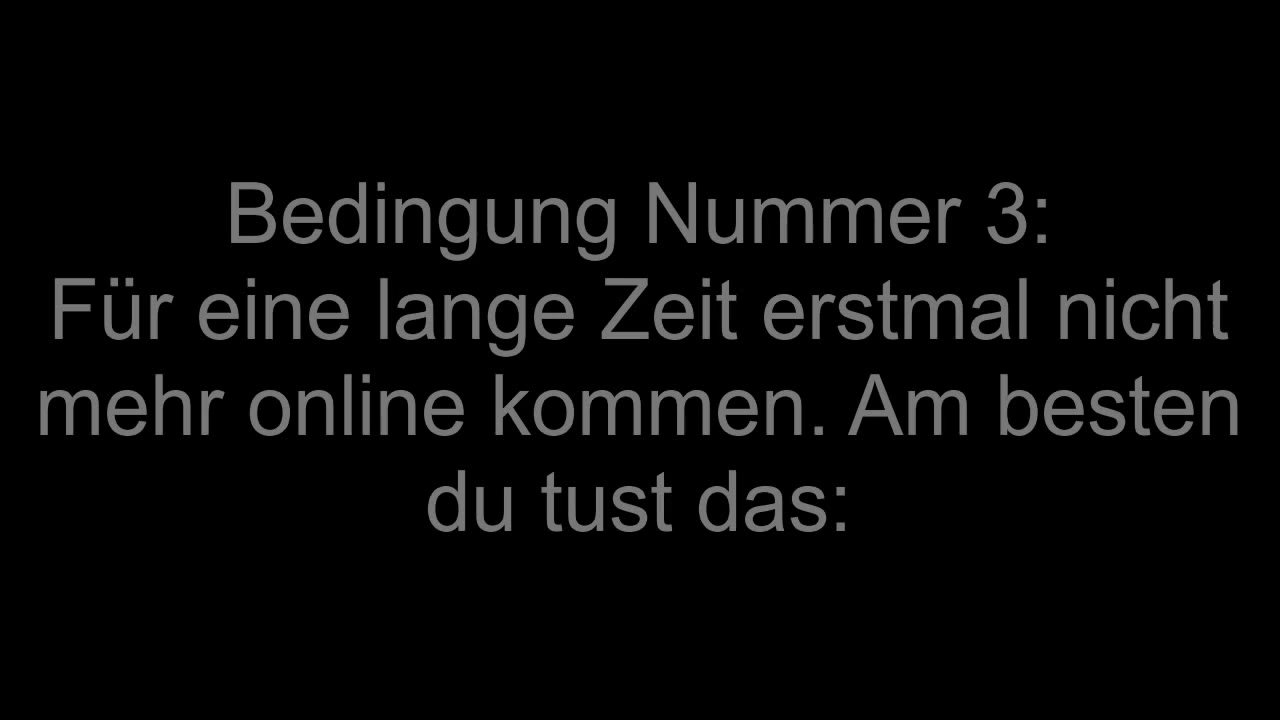 Bedingung Nummer 3:
Für eine lange Zeit erstmal nicht
mehr online kommen. Am besten
du tust das: